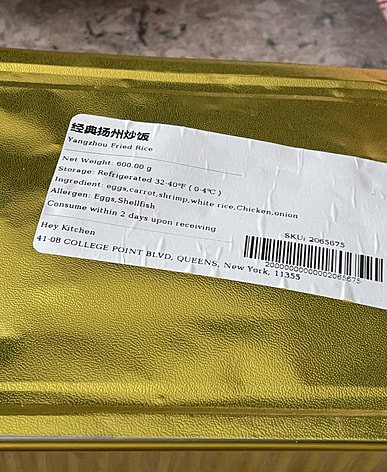 经典扬州炒饭
Yangzhou Fried Rice
Net Weight: 600.00 g
Storage: Refrigerated 32-40℉ ( 0-4℃ )
Ingredient: eggs,carrot,shrimp,white rice,Chicken,onion
Allergen: Eggs,Shellfish
Consume within 2 days upon receiving
SKU: 2065675
Hey Kitchen
41-08 COLLEGE POINT BLVD, QUEENS, New York, 11355